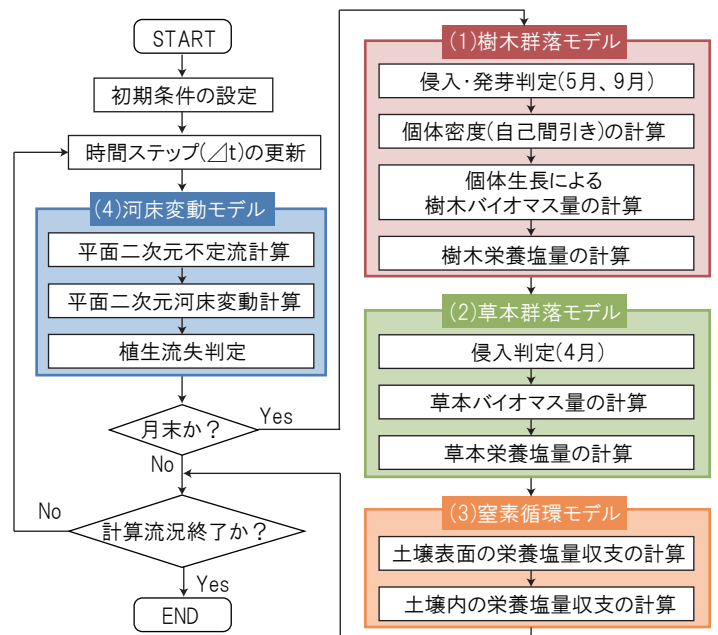 START
初期条件の設定
時間ステップ(⊿t)の更新
(4)河床変動モデル
平面二次元不定流計算
平面二次元河床変動計算
植生流失判定
月末か？
Yes
No
計算流況終了か？
No
Yes
END
(1)樹木群落モデル
侵入・発芽判定(5月、9月)
個体密度(自己間引き)の計算
個体生長による
樹木バイオマス量の計算
樹木栄養塩量の計算
(2)草本群落モデル
侵入判定(4月)
草本バイオマス量の計算
草本栄養塩量の計算
(3)窒素循環モデル
土壌表面の栄養塩量収支の計算
土壌内の栄養塩量収支の計算